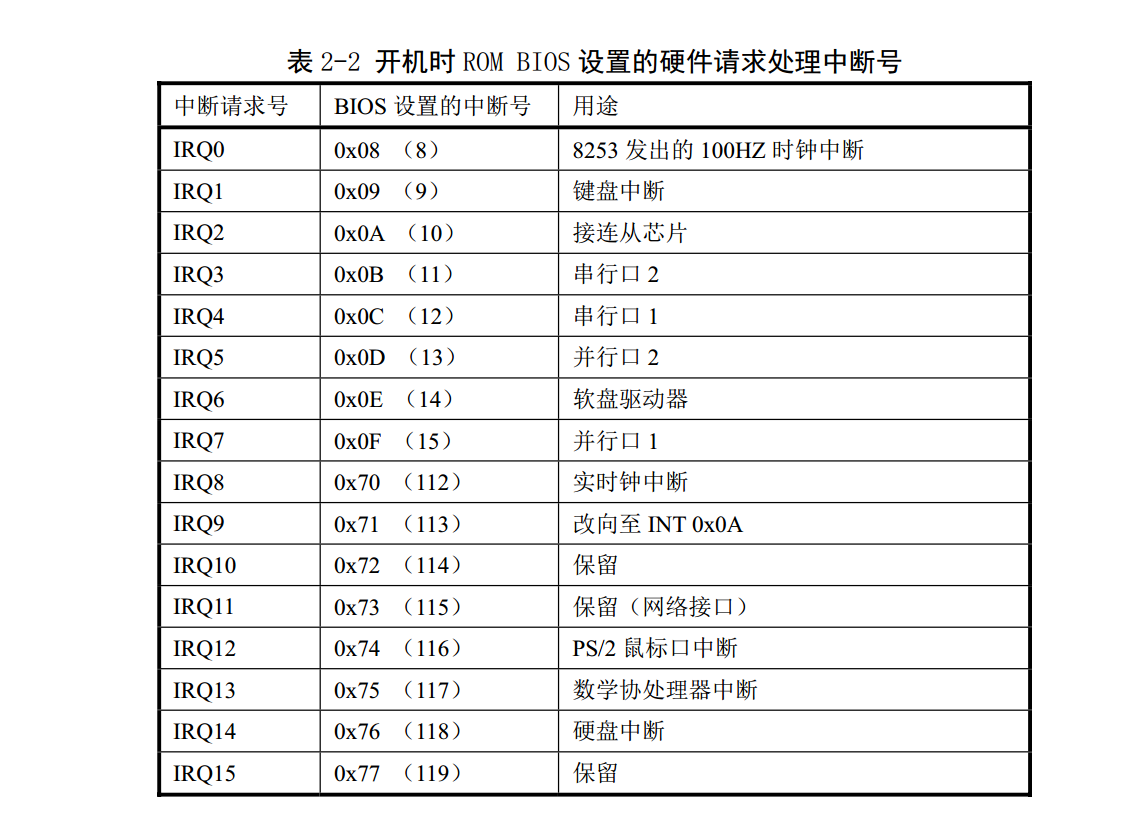 表 2-2 开机时 ROM BIOS 设置的硬件请求处理中断号
中断请求号 BIOS 设置的中断号 用途
IRQ0 0x08 （8） 8253 发出的 100HZ 时钟中断
IRQ1 0x09 （9） 键盘中断
IRQ2 0x0A （10） 接连从芯片
IRQ3 0x0B （11） 串行口 2
IRQ4 0x0C （12） 串行口 1
IRQ5 0x0D （13） 并行口 2
IRQ6 0x0E （14） 软盘驱动器
IRQ7 0x0F （15） 并行口 1
IRQ8 0x70 （112） 实时钟中断
IRQ9 0x71 （113） 改向至 INT 0x0A
IRQ10 0x72 （114） 保留
IRQ11 0x73 （115） 保留（网络接口）
IRQ12 0x74 （116） PS/2 鼠标口中断
IRQ13 0x75 （117） 数学协处理器中断
IRQ14 0x76 （118） 硬盘中断
IRQ15 0x77 （119） 保留